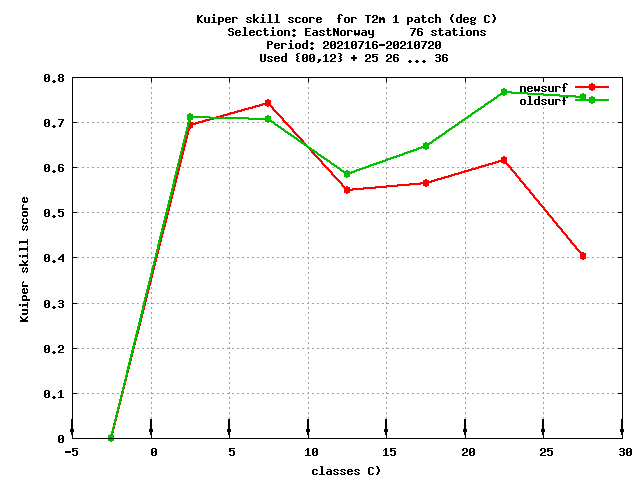 Kuiper skill score  for T2m 1 patch (deg C)
Selection: EastNorway     76 stations
Period: 20210716-20210720
Used {00,12} + 25 26 ... 36
newsurf
oldsurf
Kuiper skill score
0.8
0.7
0.6
0.5
0.4
0.3
0.2
0.1
0
-5 0 5 10 15 20 25 30
classes C)